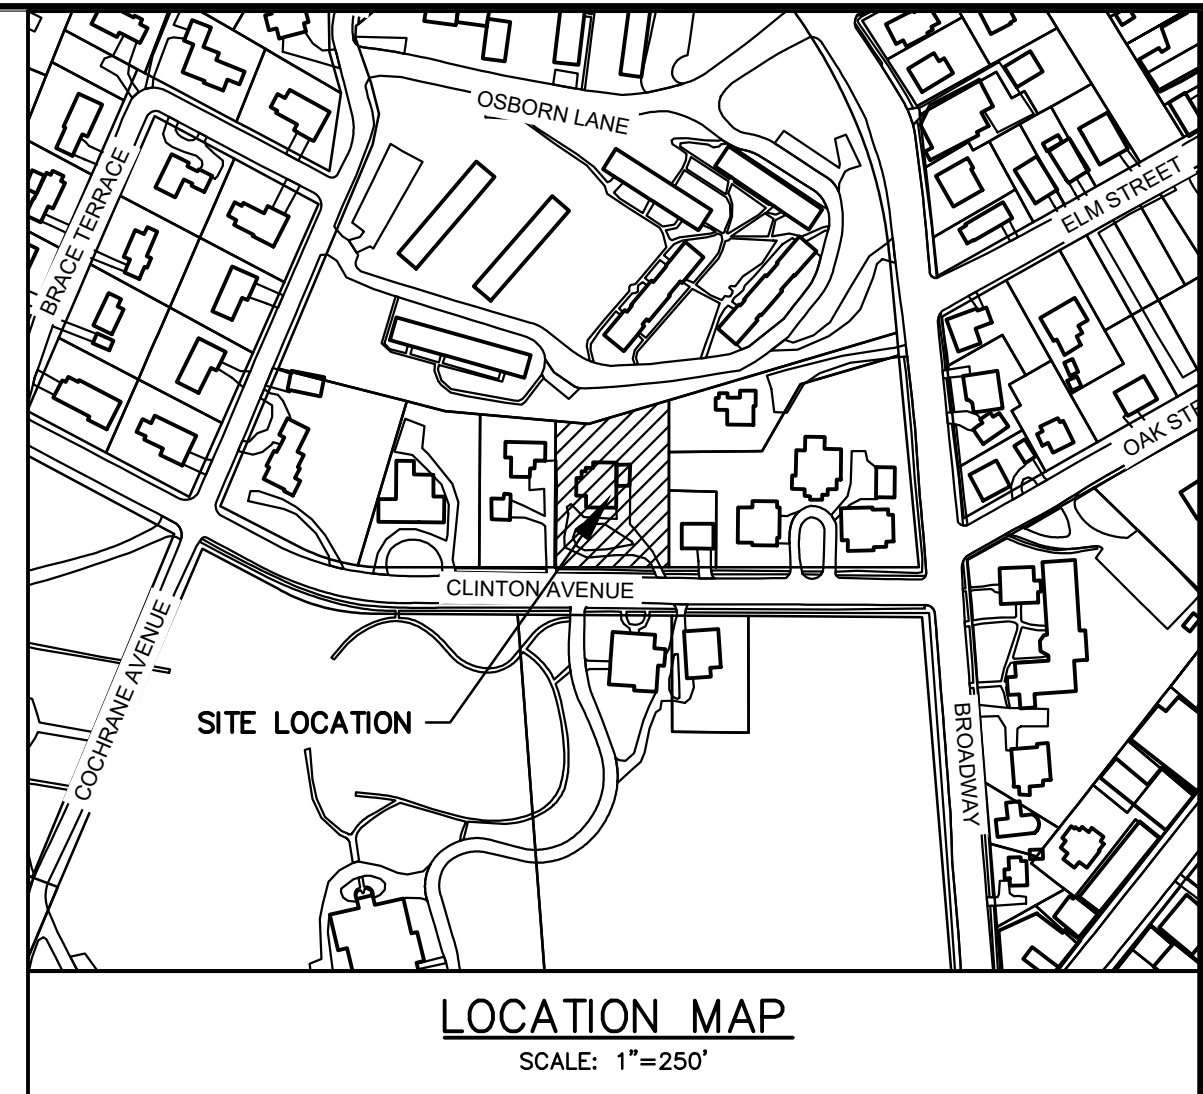 OSBORN LANE
BRACE TERRACE
ELM STREET
OAK STR
CLINTON AVENUE
COCHRANE AVENUE
SITE LOCATION
BROADWAY
LOCATION MAP
SCALE: 1"=250'